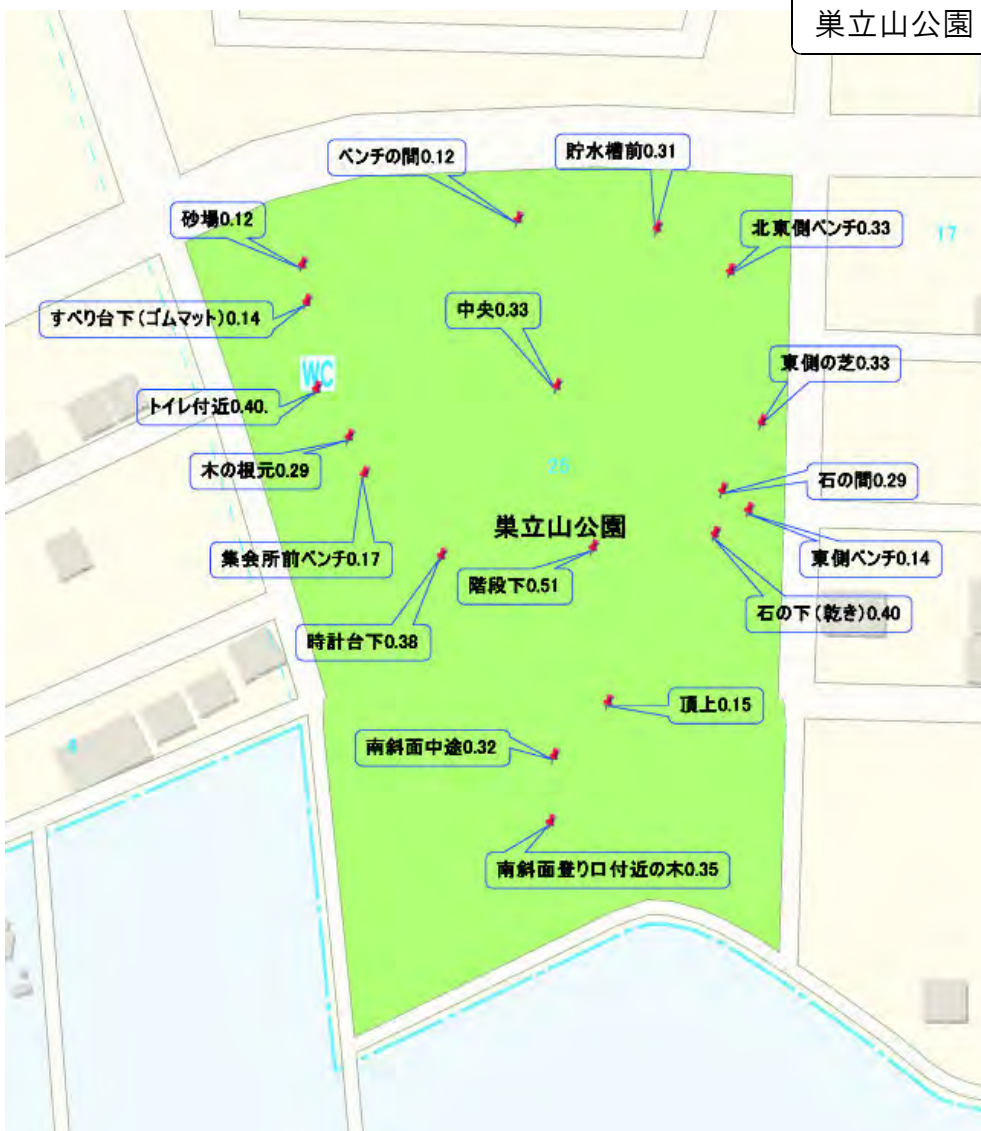 巣立山公園
ベンチの間0.12
貯水槽前0.31
砂場0.12
北東側ベンチ0.33
17
すべり台下(ゴムマット)0.14
中央0.33
東側の芝0.33
WC
トイレ付近0.40.
木の根元0.29
25
石の間0.29
巣立山公園
集会所前ベンチ0.17
階段下0.51
東側ベンチ0.14
石の下(乾き)0.40
時計台下0.38
頂上0.15
南斜面中途0.32
4
南斜面登り口付近の木0.35